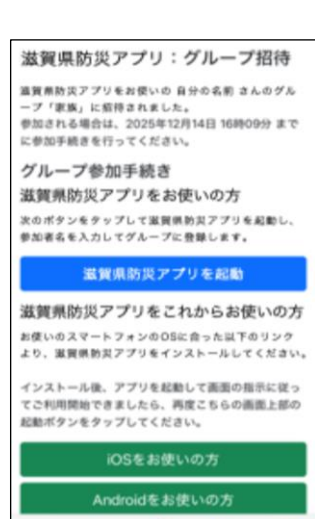 滋賀県防災アプリ：グループ招待
滋賀県防災アプリをお使いの 自分の名前 さんのグル
ープ「家族」に招待されました。
参加される場合は、2025年12月14日 16時09分 まで
に参加手続きを行ってください。
グループ参加手続き
滋賀県防災アプリをお使いの方
次のボタンをタップして滋賀県防災アプリを起動し、
参加者名を入力してグループに登録します。
滋賀県防災アプリを起動
滋賀県防災アプリをこれからお使いの方
お使いのスマートフォンのOSに合った以下のリンク
より、滋賀県防災アプリをインストールしてください。
インストール後、アプリを起動して画面の指示に従っ
てご利用開始できましたら、再度こちらの画面上部の
起動ボタンをタップしてください。
iOSをお使いの方
Androidをお使いの方